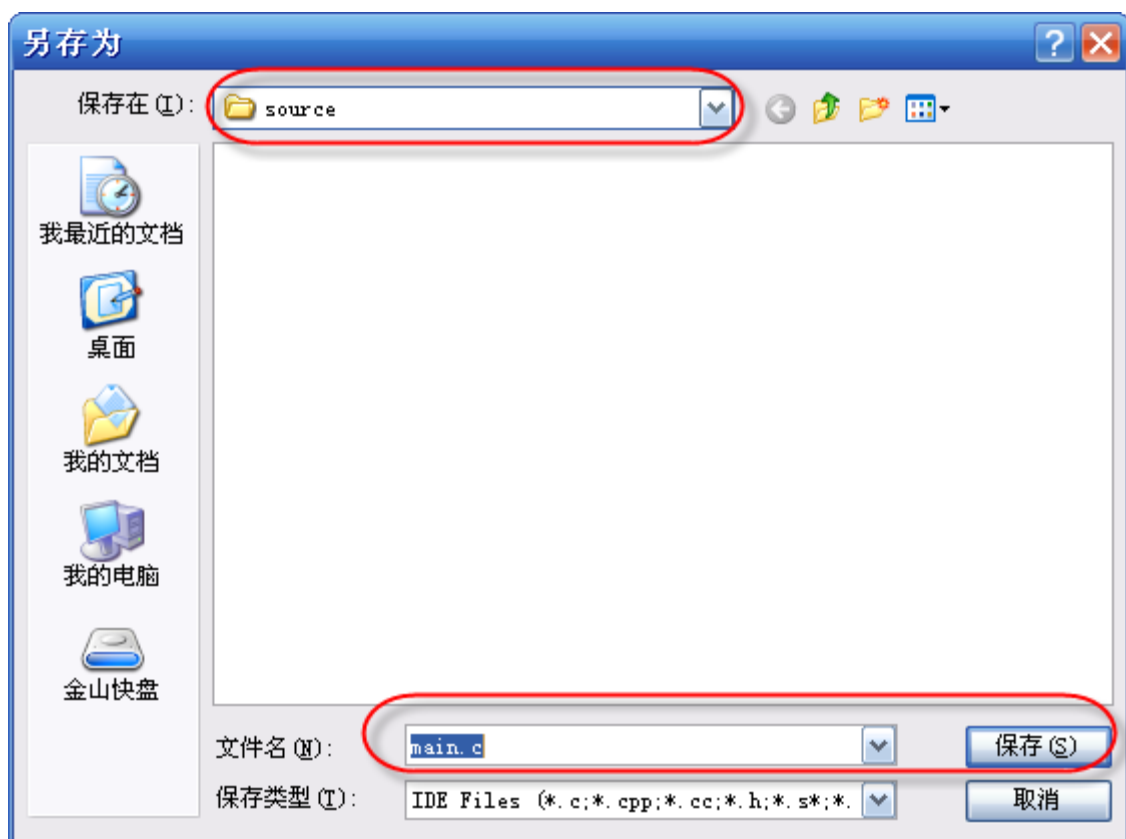 另存为
保存在(I):
source
我最近的文档
桌面
我的文档
我的电脑
金山快盘
文件名(N):
main.c
保存(S)
保存类型(T):
IDE Files (*.c;*.cpp;*.cc;*.h;*.s*;*.
取消